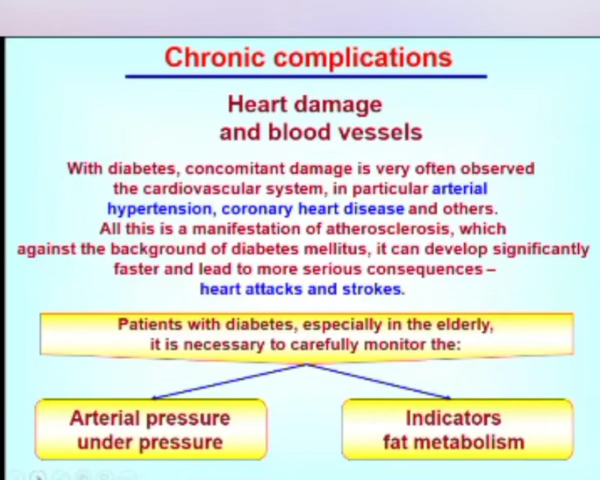 Chronic complications
Heart damage
and blood vessels
With diabetes, concomitant damage is very often observed
the cardiovascular system, in particular arterial
hypertension, coronary heart disease and others.
All this is a manifestation of atherosclerosis, which
against the background of diabetes mellitus, it can develop significantly
faster and lead to more serious consequences –
heart attacks and strokes.
Patients with diabetes, especially in the elderly,
it is necessary to carefully monitor the:
Arterial pressure
under pressure
Indicators
fat metabolism